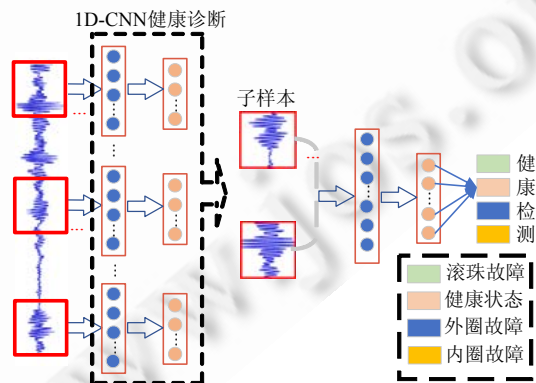 1D-CNN健康诊断
子样本
健
康
检
测
滚珠故障
健康状态
外圈故障
内圈故障